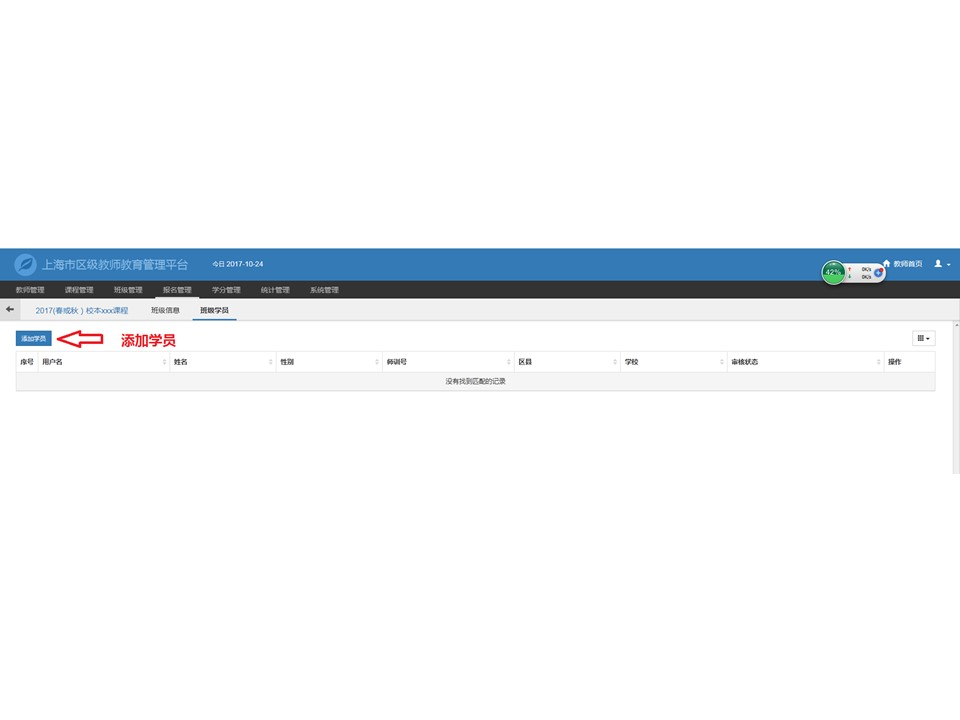 上海市区级教师教育管理平台 今日 2017-10-24
42% 0K/s 0K/s 教师首页
教师管理 课程管理 班级管理 报名管理 学分管理 统计管理 系统管理
2017(春或秋）校本xxx课程 班级信息 班级学员
添加学员 添加学员
序号 用户名 姓名 性别 师训号 区县 学校 审核状态 操作
没有找到匹配的记录